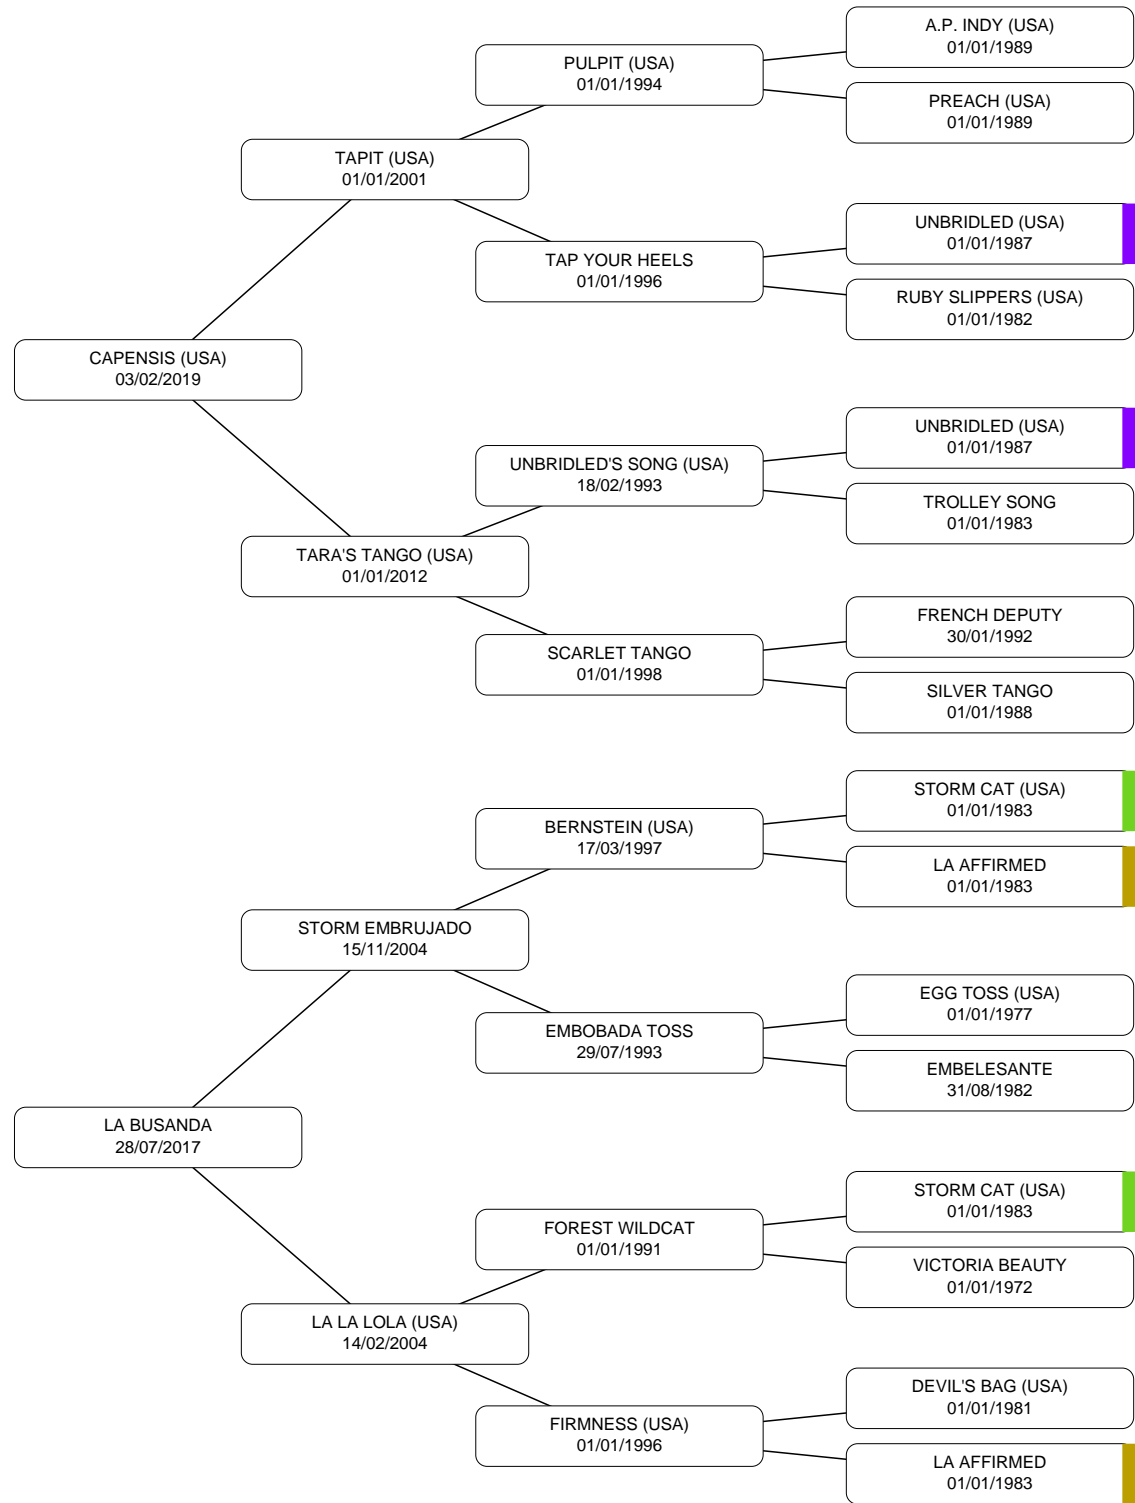 A.P. INDY (USA)
01/01/1989
PULPIT (USA)
01/01/1994
PREACH (USA)
01/01/1989
TAPIT (USA)
01/01/2001
UNBRIDLED (USA)
01/01/1987
TAP YOUR HEELS
01/01/1996
RUBY SLIPPERS (USA)
01/01/1982
CAPENSIS (USA)
03/02/2019
UNBRIDLED (USA)
01/01/1987
UNBRIDLED'S SONG (USA)
18/02/1993
TROLLEY SONG
01/01/1983
TARA'S TANGO (USA)
01/01/2012
FRENCH DEPUTY
30/01/1992
SCARLET TANGO
01/01/1998
SILVER TANGO
01/01/1988
STORM CAT (USA)
01/01/1983
BERNSTEIN (USA)
17/03/1997
LA AFFIRMED
01/01/1983
STORM EMBRUJADO
15/11/2004
EGG TOSS (USA)
01/01/1977
EMBOBADA TOSS
29/07/1993
EMBELESANTE
31/08/1982
LA BUSANDA
28/07/2017
STORM CAT (USA)
01/01/1983
FOREST WILDCAT
01/01/1991
VICTORIA BEAUTY
01/01/1972
LA LA LOLA (USA)
14/02/2004
DEVIL'S BAG (USA)
01/01/1981
FIRMNESS (USA)
01/01/1996
LA AFFIRMED
01/01/1983